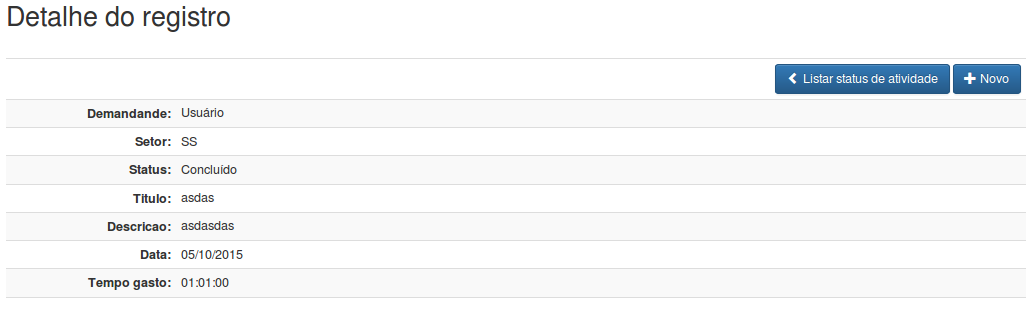 Detalhe do registro
Listar status de atividade Novo
Demandande: Usuário
Setor: SS
Status: Concluído
Titulo: asdas
Descricao: asdasdas
Data: 05/10/2015
Tempo gasto: 01:01:00